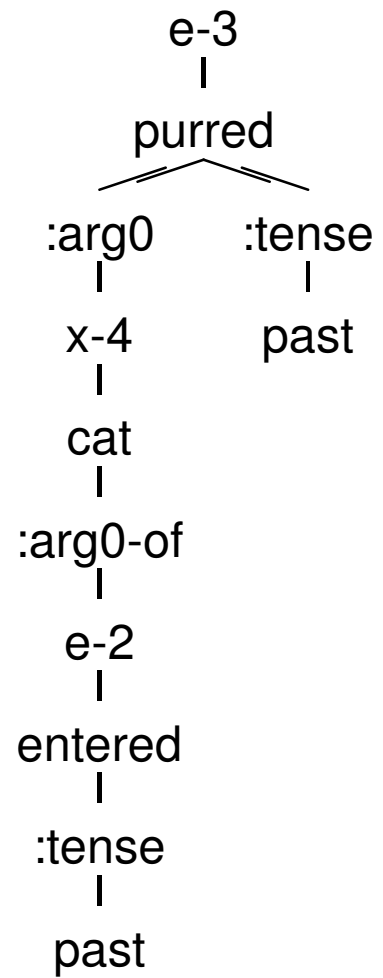 e-3
purred
:arg0 :tense
x-4 past
cat
:arg0-of
e-2
entered
:tense
past